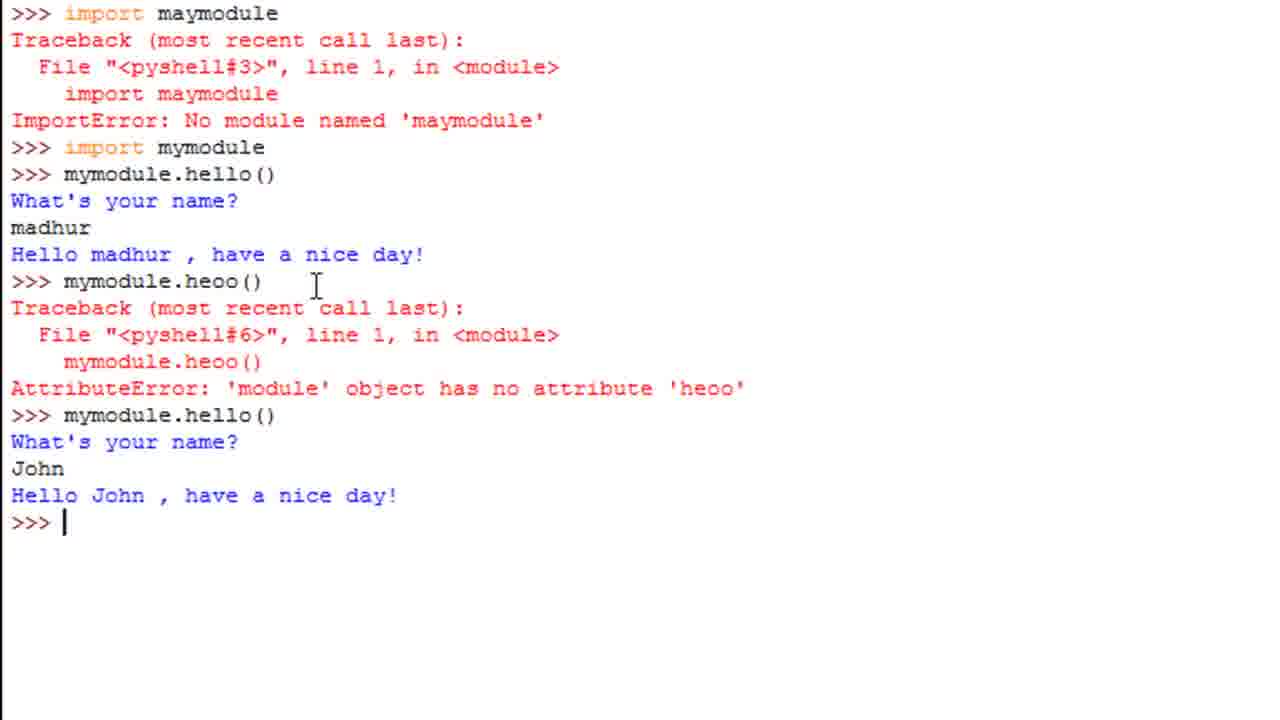 >>> import maymodule
Traceback (most recent call last):
  File "<pyshell#3>", line 1, in <module>
    import maymodule
ImportError: No module named 'maymodule'
>>> import mymodule
>>> mymodule.hello()
What's your name?
madhur
Hello madhur , have a nice day!
>>> mymodule.heoo()
Traceback (most recent call last):
  File "<pyshell#6>", line 1, in <module>
    mymodule.heoo()
AttributeError: 'module' object has no attribute 'heoo'
>>> mymodule.hello()
What's your name?
John
Hello John , have a nice day!
>>>